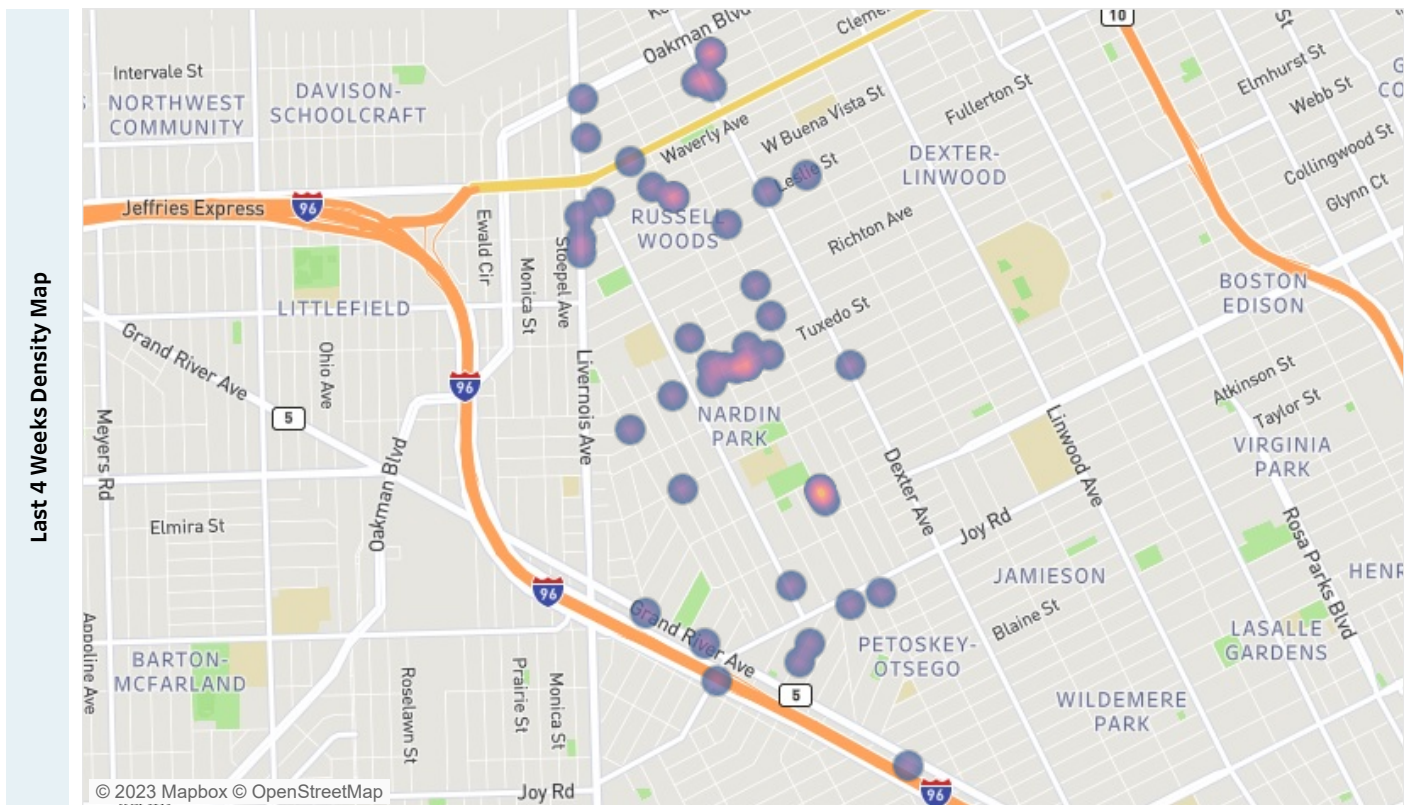 Last 4 Weeks Density Map
10
Oakman Blvd
Intervale St
DAVISON-
SCHOOLCRAFT
NORTHWEST
COMMUNITY
Elmhurst St
Webb St
Fullerton St
W Buena Vista St
Waverly Ave
Collingwood St
DEXTER-
LINWOOD
Leslie St
Glynn Ct
Jeffries Express
96
RUSSELL
WOODS
Richton Ave
Ewald Cir
Stoepel Ave
Monica St
BOSTON
EDISON
LITTLEFIELD
Tuxedo St
Grand River Ave
Ohio Ave
Livernois Ave
96
5
Atkinson St
Taylor St
NARDIN
PARK
Meyers Rd
Linwood Ave
VIRGINIA
PARK
Oakman Blvd
Dexter Ave
Elmira St
Joy Rd
Rosa Parks Blvd
JAMIESON
96
Blaine St
Appoline Ave
Grand River Ave
PETOSKEY-
OTSEGO
LASALLE
GARDENS
BARTON-
MCFARLAND
Roselawn St
Prairie St
Monica St
5
WILDEMERE
PARK
96
Joy Rd
© 2023 Mapbox © OpenStreetMap